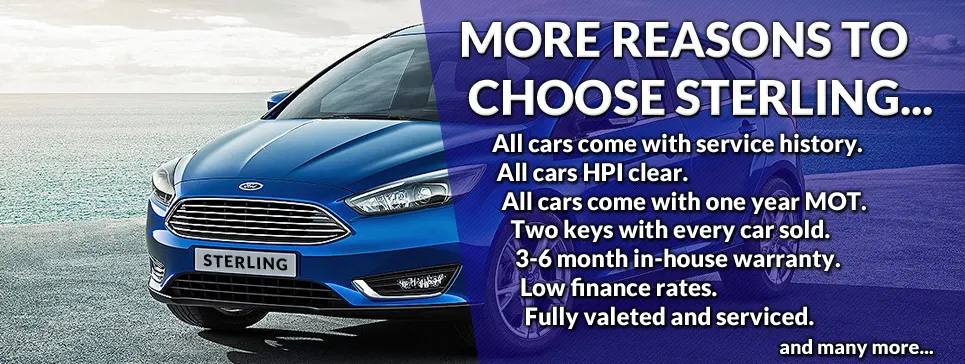 MORE REASONS TO
CHOOSE STERLING...
All cars come with service history.
All cars HPI clear.
All cars come with one year MOT.
Two keys with every car sold.
3-6 month in-house warranty.
Low finance rates.
Fully valeted and serviced.
and many more...
Ford
STERLING